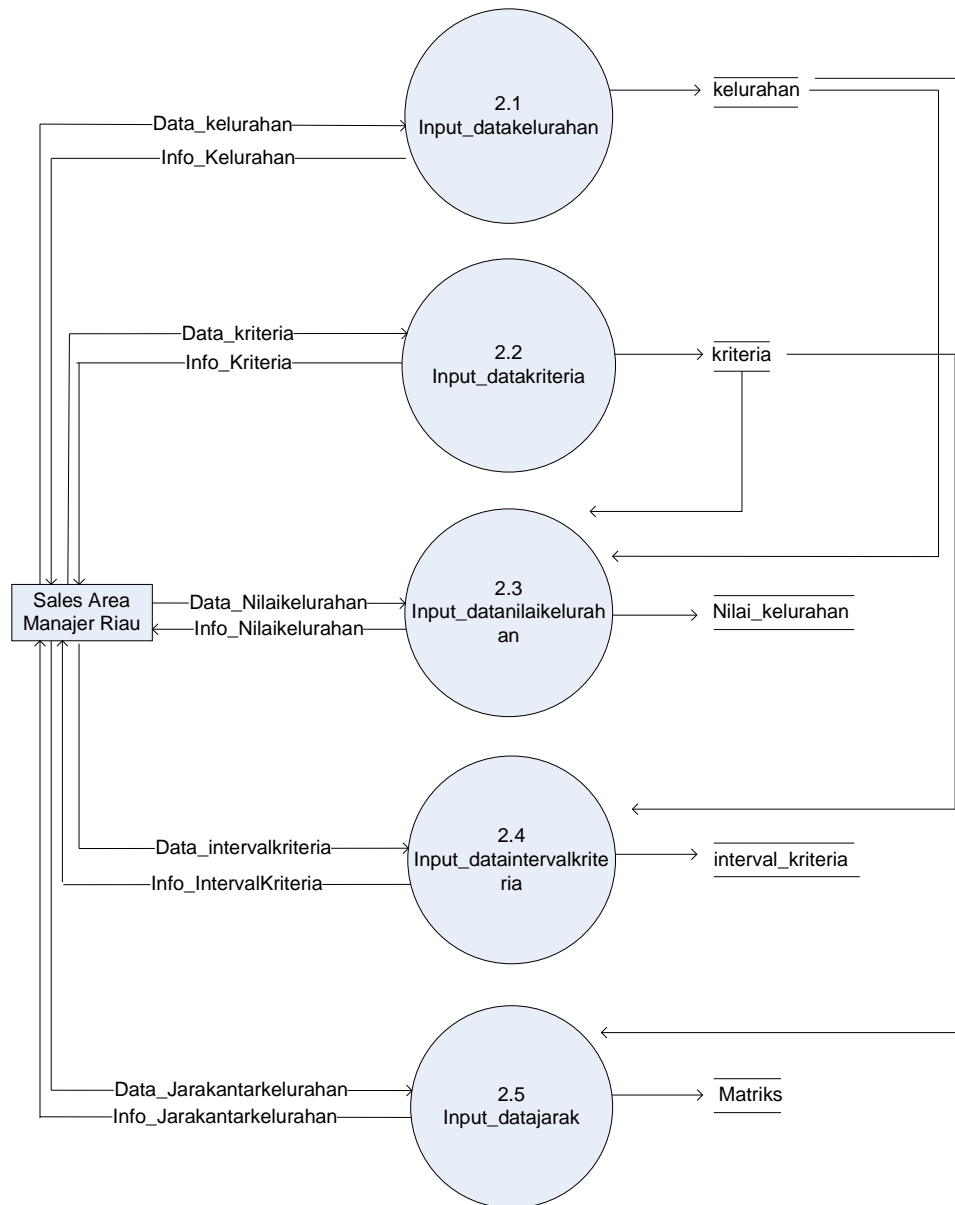 2.1
Input_datakelurahan
kelurahan
Data_kelurahan
Info_Kelurahan
2.2
Input_datakriteria
kriteria
Data_kriteria
Info_Kriteria
Sales Area
Manajer Riau
Data_Nilaikelurahan
Info_Nilaikelurahan
2.3
Input_datanilaikelurah
an
Nilai_kelurahan
2.4
Input_dataintervalkrite
ria
interval_kriteria
Data_intervalkriteria
Info_IntervalKriteria
2.5
Input_datajarak
Matriks
Data_Jarakantarkelurahan
Info_Jarakantarkelurahan